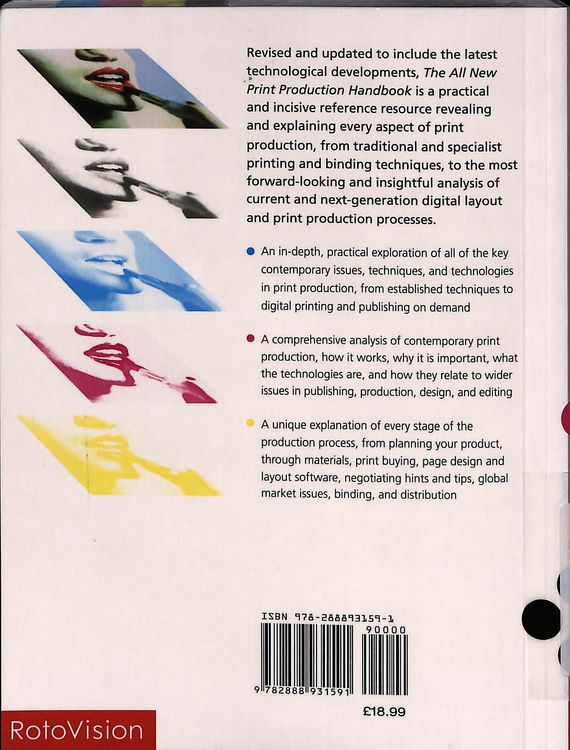 Revised and updated to include the latest
technological developments, The All New
Print Production Handbook is a practical
and incisive reference resource revealing
and explaining every aspect of print
production, from traditional and specialist
printing and binding techniques, to the most
forward-looking and insightful analysis of
current and next-generation digital layout
and print production processes.
An in-depth, practical exploration of all of the key
contemporary issues, techniques, and technologies
in print production, from established techniques to
digital printing and publishing on demand
A comprehensive analysis of contemporary print
production, how it works, why it is important, what
the technologies are, and how they relate to wider
issues in publishing, production, design, and editing
A unique explanation of every stage of the
production process, from planning your product,
through materials, print buying, page design and
layout software, negotiating hints and tips, global
market issues, binding, and distribution
ISBN 978-288893159-1
90000
9 782888 931591
£18.99
RotoVision